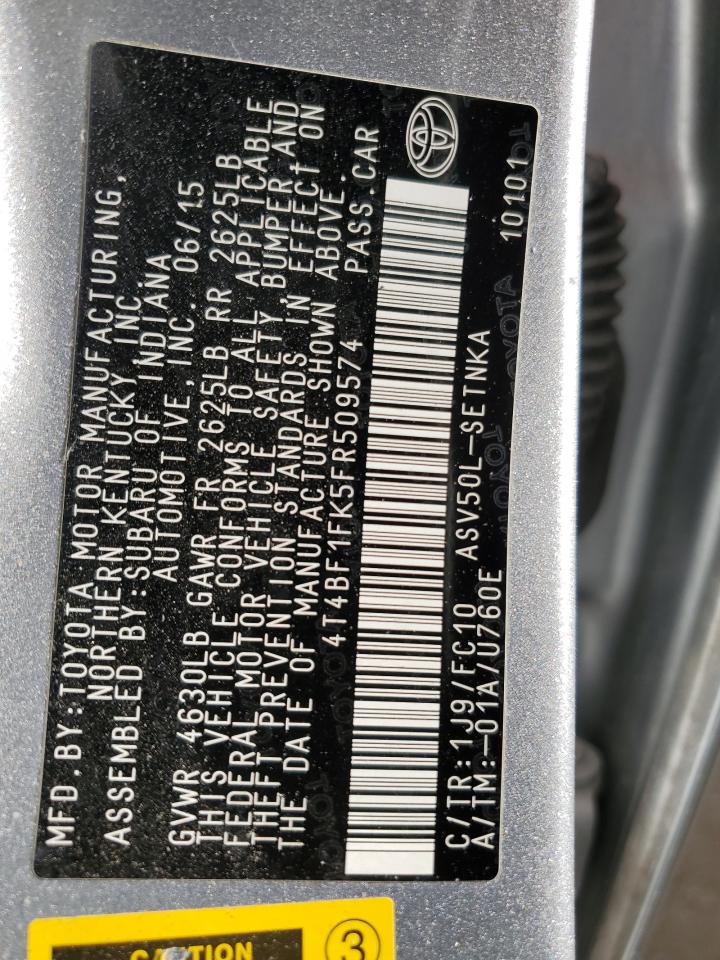 MFD.BY:TOYOTA MOTOR MANUFACTURING,
NORTHERN KENTUCKY, INC.
ASSEMBLED BY:SUBARU OF INDIANA
AUTOMOTIVE,INC. 06/15
GVWR 4630LB GAWR FR 2625LB RR 2625LB
THIS VEHICLE CONFORMS TO ALL APPLICABLE
FEDERAL MOTOR VEHICLE SAFETY, BUMPER,AND
THEFT PREVENTION STANDARDS IN EFFECT ON
THE DATE OF MANUFACTURE SHOWN ABOVE.
4T4BF1FK5FR509574 PASS.CAR
C/TR:1J9/FC10 ASV50L-SETNKA
A/TM:-01A/U760E 10101
CAUTION
3